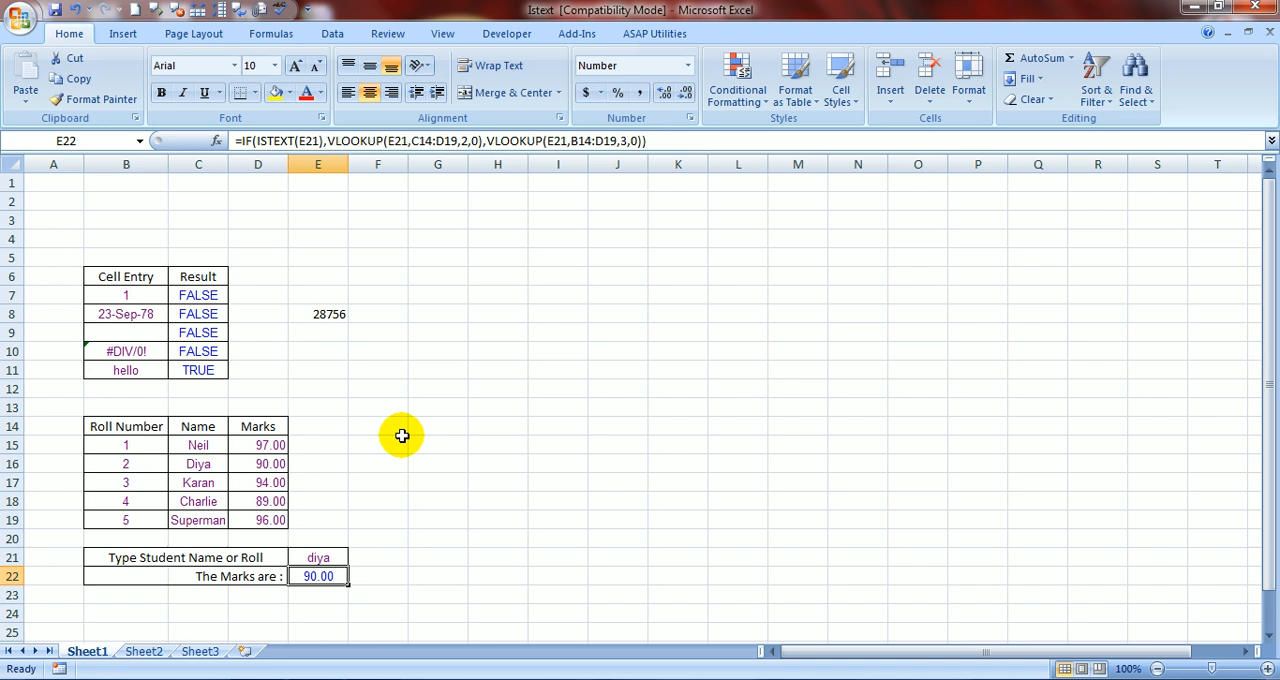 Istext [Compatibility Mode] - Microsoft Excel
Home Insert Page Layout Formulas Data Review View Developer Add-Ins ASAP Utilities
Paste Cut Copy Format Painter Clipboard
Arial 10 A A B I U A Font
Wrap Text Merge & Center Alignment
Number $ % , .00 .0 Number
Conditional Formatting Format as Table Cell Styles Styles
Insert Delete Format Cells
Σ AutoSum Fill Clear Sort & Filter Find & Select Editing
E22 fx =IF(ISTEXT(E21),VLOOKUP(E21,C14:D19,2,0),VLOOKUP(E21,B14:D19,3,0))
A B C D E F G H I J K L M N O P Q R S T
1
2
3
4
5
6 Cell Entry Result
7 1 FALSE
8 23-Sep-78 FALSE 28756
9 FALSE
10 #DIV/0! FALSE
11 hello TRUE
12
13
14 Roll Number Name Marks
15 1 Neil 97.00
16 2 Diya 90.00
17 3 Karan 94.00
18 4 Charlie 89.00
19 5 Superman 96.00
20
21 Type Student Name or Roll diya
22 The Marks are : 90.00
23
24
25
Sheet1 Sheet2 Sheet3
Ready 100%